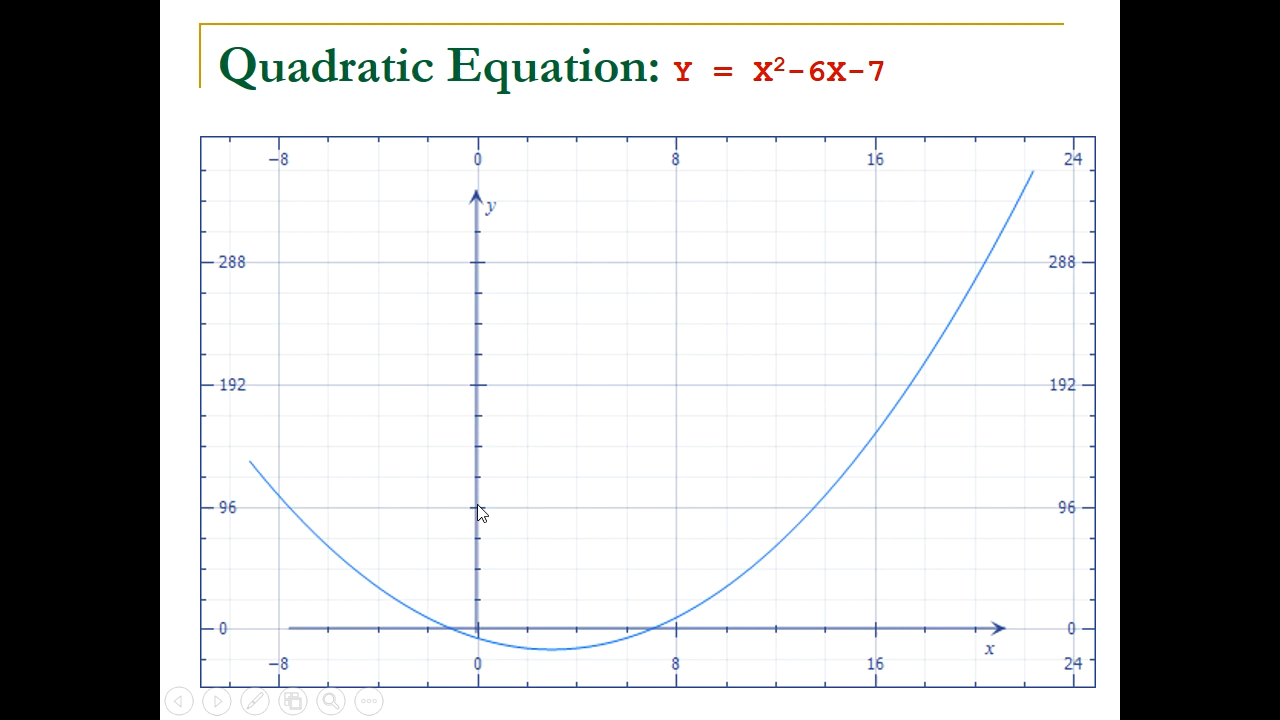 Quadratic Equation: Y = X²-6X-7
−8 0 8 16 24
y
288 288
192 192
96 96
0 0
x
−8 0 8 16 24